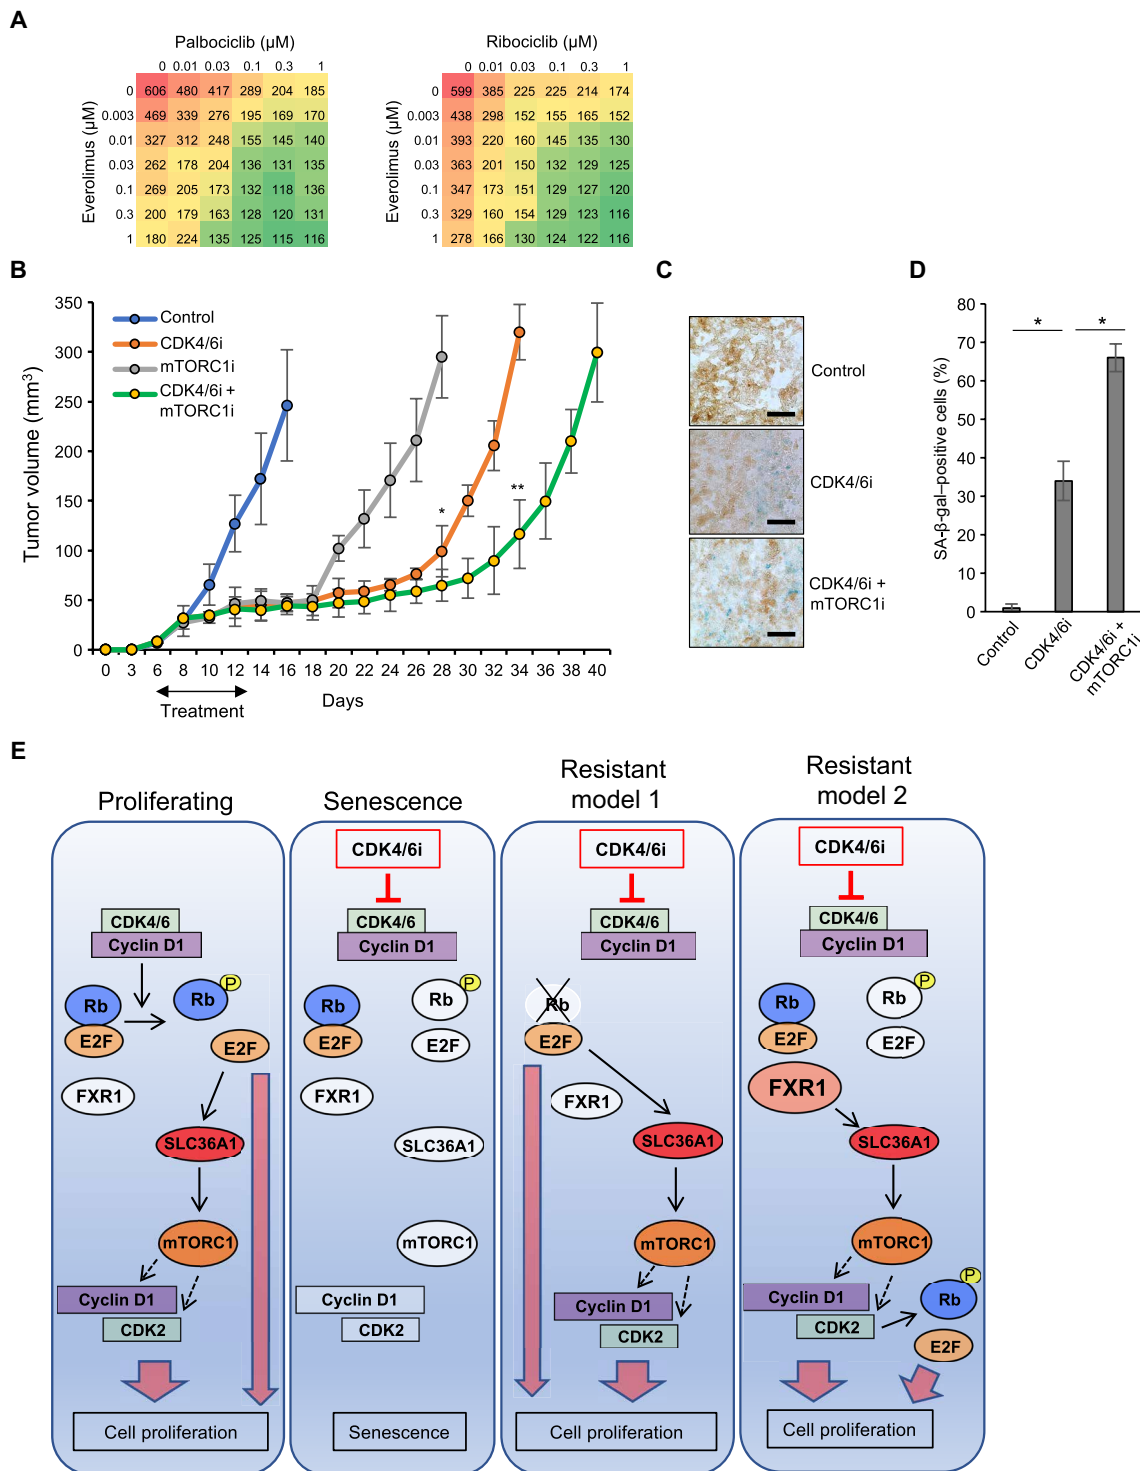 A
Palbociclib (µM)
0 0.01 0.03 0.1 0.3 1
Everolimus (µM)
0 606 480 417 289 204 185
0.003 469 339 276 195 169 170
0.01 327 312 248 155 145 140
0.03 262 178 204 136 131 135
0.1 269 205 173 132 118 136
0.3 200 179 163 128 120 131
1 180 224 135 125 115 116
Ribociclib (µM)
0 0.01 0.03 0.1 0.3 1
Everolimus (µM)
0 599 385 225 225 214 174
0.003 438 298 152 155 165 152
0.01 393 220 160 145 135 130
0.03 363 201 150 132 129 125
0.1 347 173 151 129 127 120
0.3 329 160 154 129 123 116
1 278 166 130 124 122 116
B
Tumor volume (mm3)
350
300
250
200
150
100
50
0
Control
CDK4/6i
mTORC1i
CDK4/6i +
mTORC1i
*
**
0 3 6 8 10 12 14 16 18 20 22 24 26 28 30 32 34 36 38 40
Treatment
Days
C
Control
CDK4/6i
CDK4/6i +
mTORC1i
D
SA-β-gal–positive cells (%)
80
70
60
50
40
30
20
10
0
* *
Control
CDK4/6i
CDK4/6i +
mTORC1i
E
Proliferating
CDK4/6
Cyclin D1
Rb
Rb
P
E2F
E2F
FXR1
SLC36A1
mTORC1
Cyclin D1
CDK2
Cell proliferation
Senescence
CDK4/6i
CDK4/6
Cyclin D1
Rb
Rb
P
E2F
E2F
FXR1
SLC36A1
mTORC1
Cyclin D1
CDK2
Senescence
Resistant
model 1
CDK4/6i
CDK4/6
Cyclin D1
Rb
E2F
FXR1
SLC36A1
mTORC1
Cyclin D1
CDK2
Cell proliferation
Resistant
model 2
CDK4/6i
CDK4/6
Cyclin D1
Rb
Rb
P
E2F
E2F
FXR1
SLC36A1
mTORC1
Cyclin D1
CDK2
P
Rb
E2F
Cell proliferation